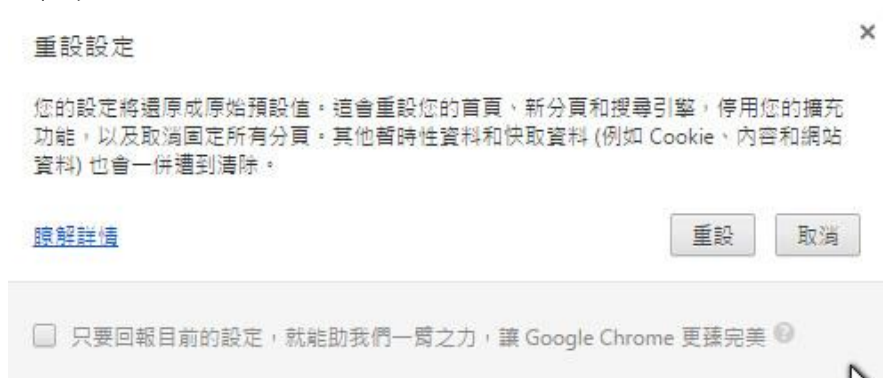 重設設定
您的設定將還原成原始預設值。這會重設您的首頁、新分頁和搜尋引擎，停用您的擴充
功能，以及取消固定所有分頁。其他暫時性資料和快取資料 (例如 Cookie、內容和網站
資料) 也會一併遭到清除。
瞭解詳情
重設 取消
只要回報目前的設定，就能助我們一臂之力，讓 Google Chrome 更臻完美